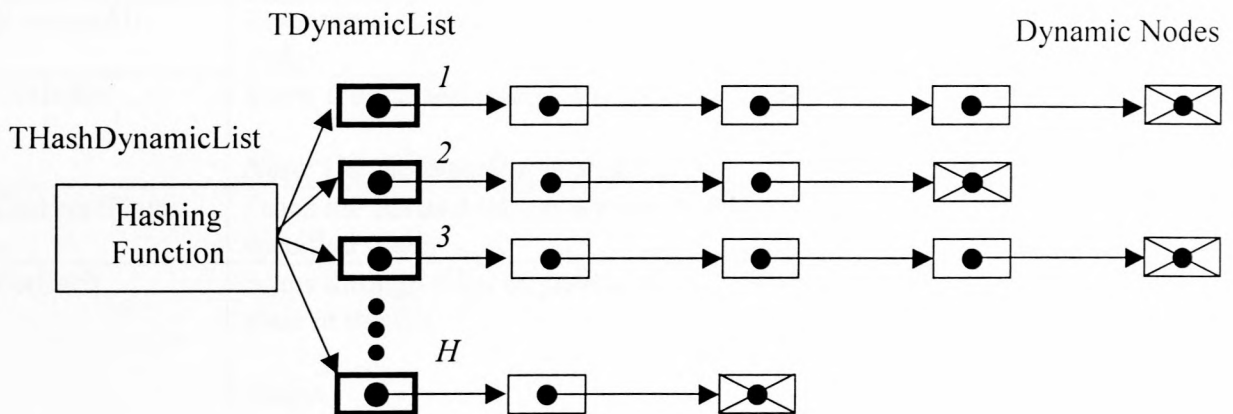 TDynamicList
Dynamic Nodes
1
THashDynamicList
2
Hashing
Function
3
H